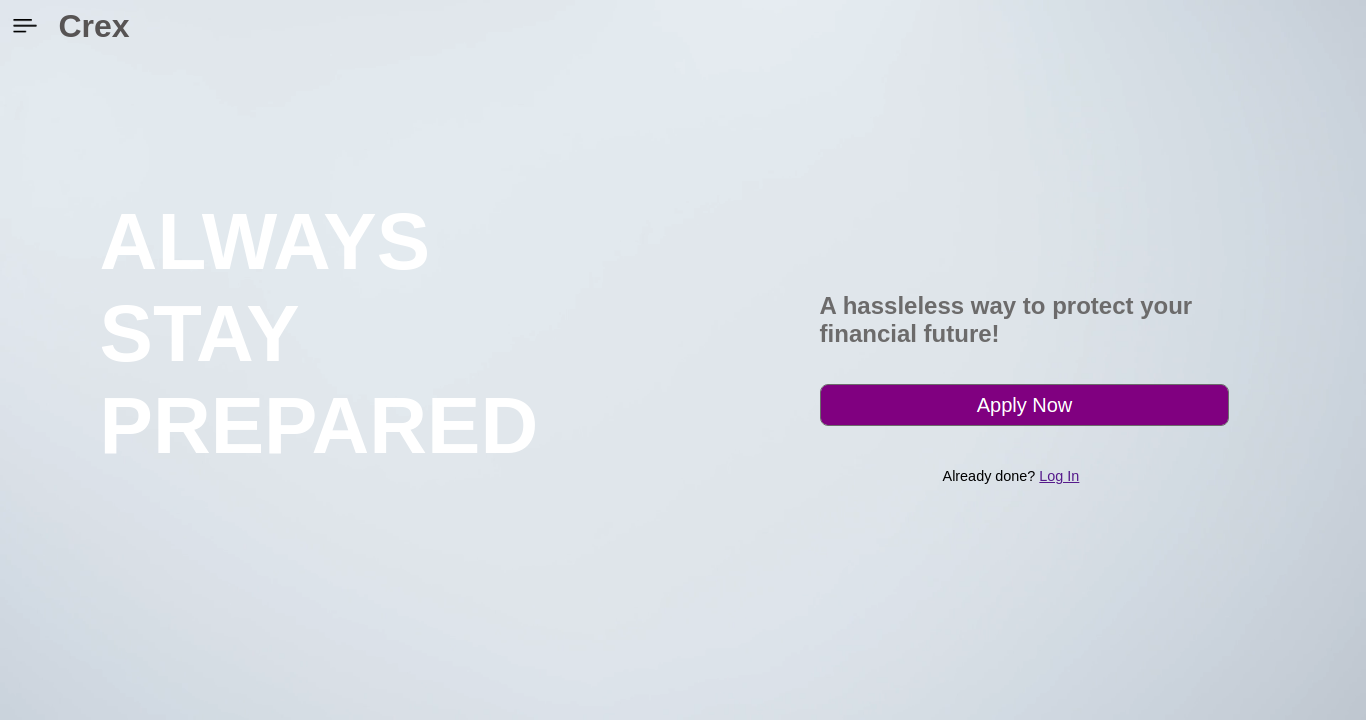 Crex
ALWAYS
STAY
PREPARED
A hassleless way to protect your
financial future!
Apply Now
Already done? Log In